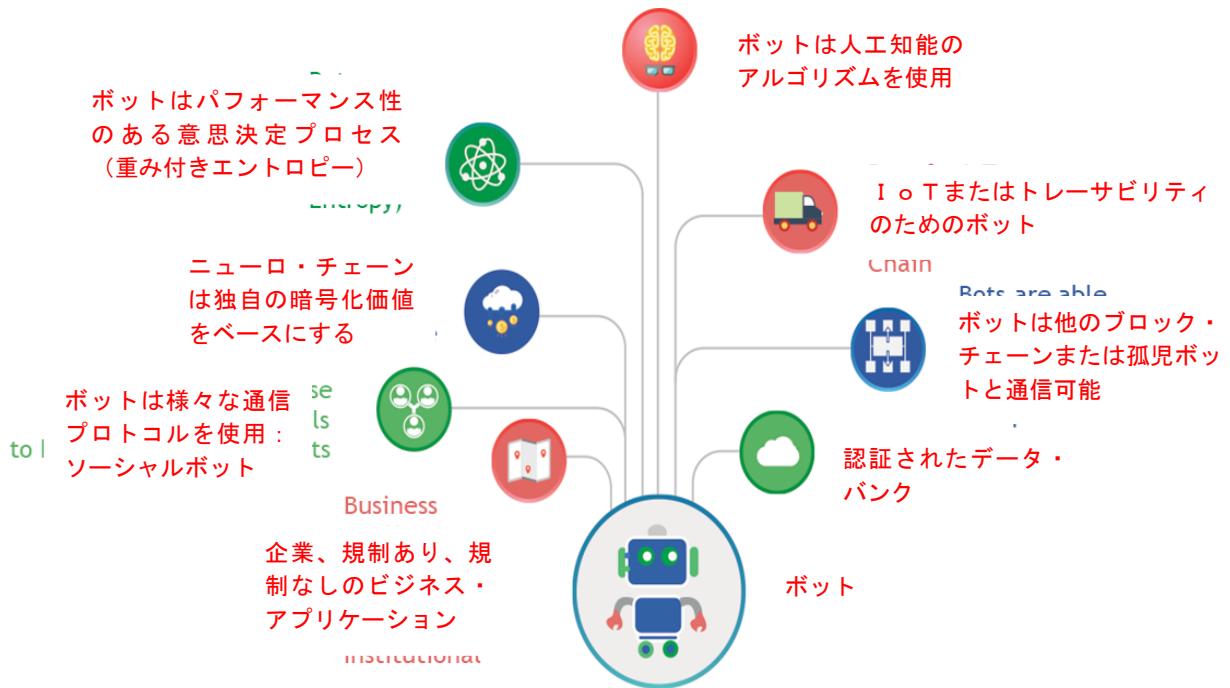 ボットは人工知能の
アルゴリズムを使用
ボットはパフォーマンス性
のある意思決定プロセス
（重み付きエントロピー）
Entropy,
ＩｏＴまたはトレーサビリティ
のためのボット
Chain
ニューロ・チェーン
は独自の暗号化価値
をベースにする
Bots are able
ボットは他のブロック・
チェーンまたは孤児ボッ
トと通信可能
se
ls
to
ts
ボットは様々な通信
プロトコルを使用：
ソーシャルボット
認証されたデータ・
バンク
Business
企業、規制あり、規
制なしのビジネス・
アプリケーション
Institutional
ボット